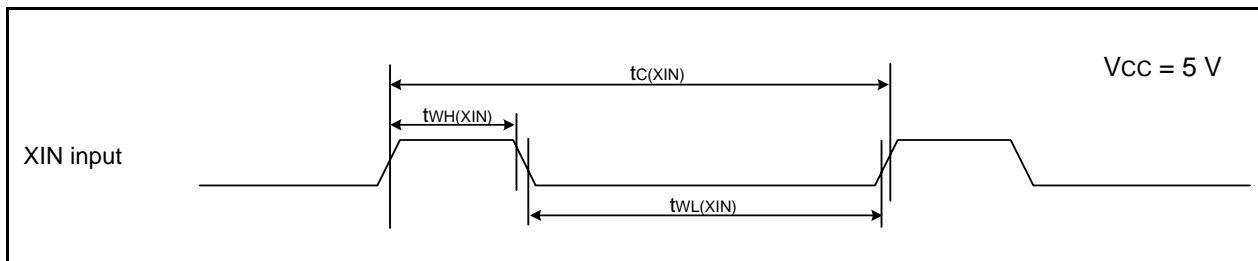 VCC = 5 V
tC(XIN)
tWH(XIN)
XIN input
tWL(XIN)